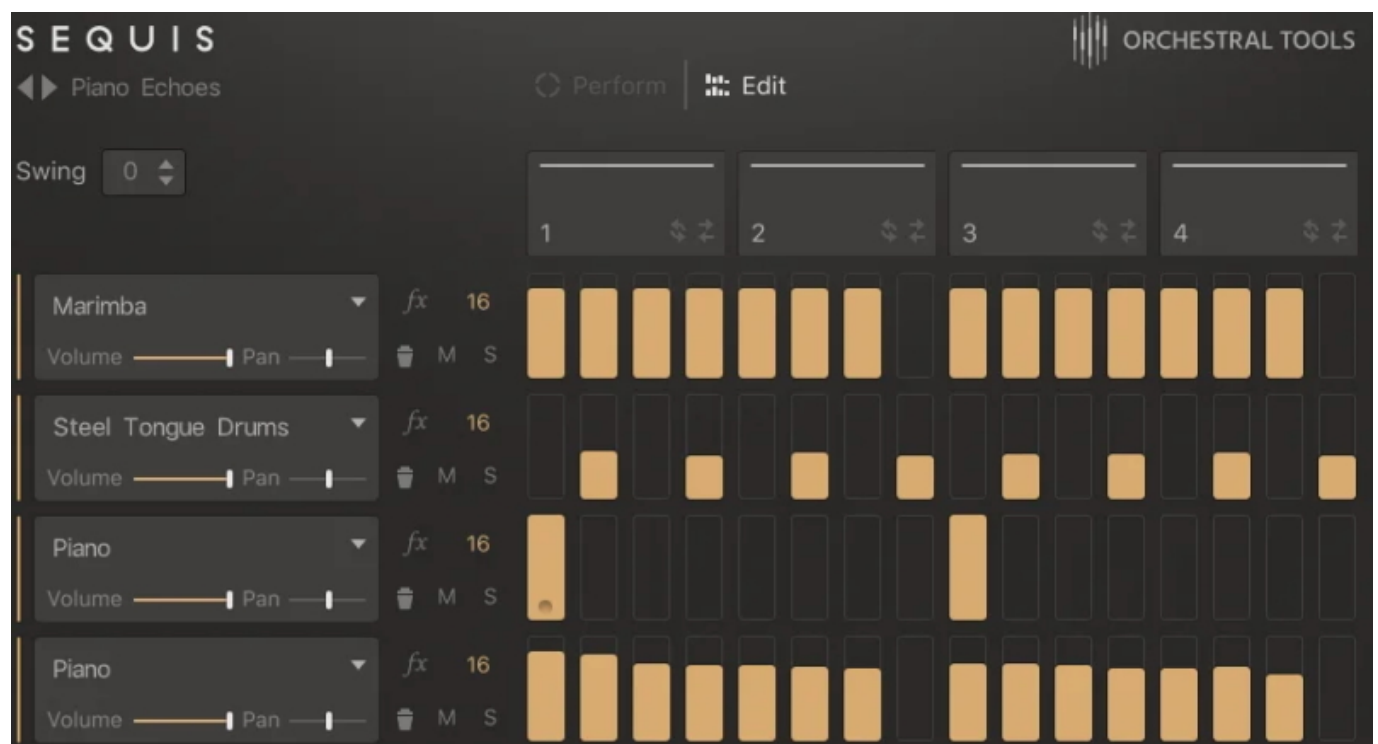 SEQUIS
ORCHESTRAL TOOLS
Piano Echoes
Perform
Edit
Swing 0
1 2 3 4
Marimba fx 16
Volume Pan M S
Steel Tongue Drums fx 16
Volume Pan M S
Piano fx 16
Volume Pan M S
Piano fx 16
Volume Pan M S